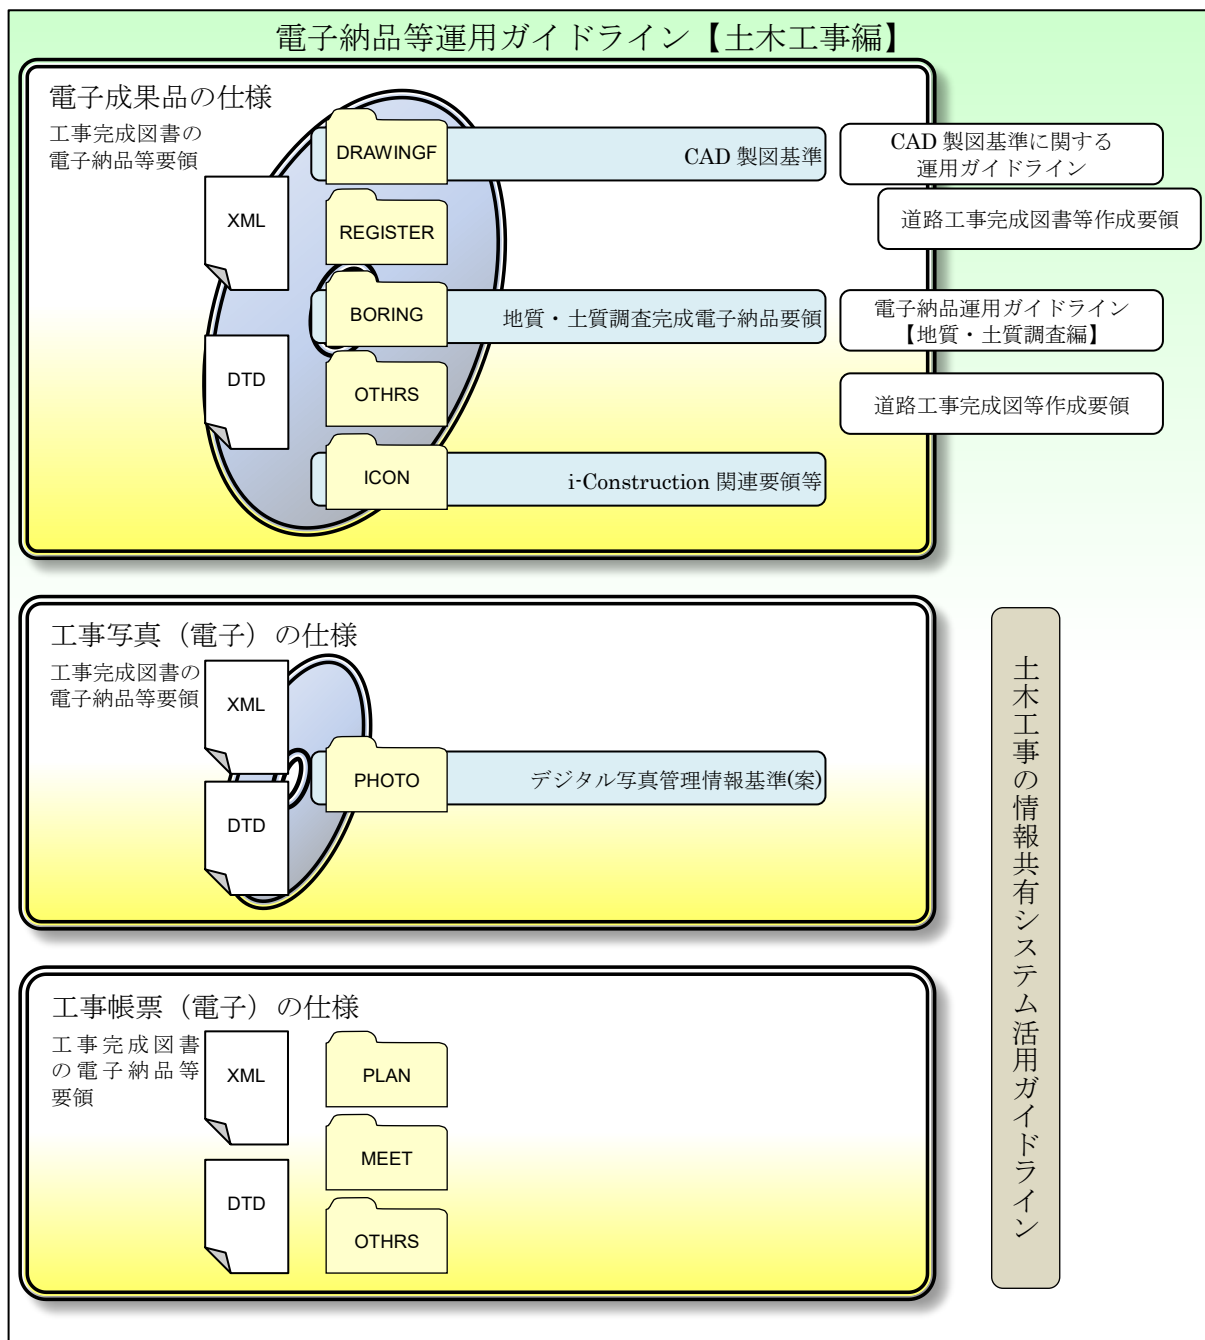 電子納品等運用ガイドライン【土木工事編】
電子成果品の仕様
工事完成図書の
電子納品等要領
XML
DTD
DRAWINGF
CAD 製図基準
CAD 製図基準に関する
運用ガイドライン
REGISTER
道路工事完成図書等作成要領
BORING
地質・土質調査完成電子納品要領
電子納品運用ガイドライン
【地質・土質調査編】
OTHRS
道路工事完成図等作成要領
ICON
i-Construction 関連要領等
工事写真（電子）の仕様
工事完成図書の
電子納品等要領
XML
DTD
PHOTO
デジタル写真管理情報基準(案)
工事帳票（電子）の仕様
工事完成図書
の電子納品等
要領
XML
DTD
PLAN
MEET
OTHRS
土木工事の情報共有システム活用ガイドライン